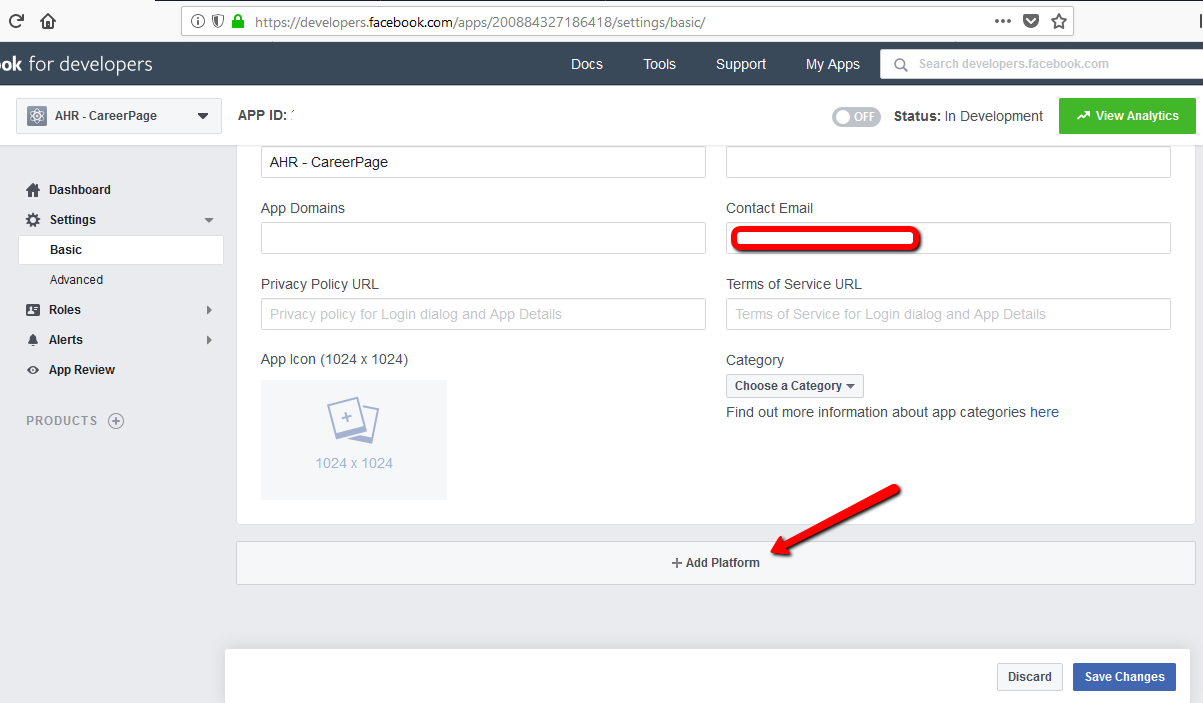 https://developers.facebook.com/apps/200884327186418/settings/basic/
ok for developers
Docs
Tools
Support
My Apps
Search developers.facebook.com
AHR - CareerPage
APP ID:
OFF
Status: In Development
View Analytics
AHR - CareerPage
Dashboard
Settings
Basic
Advanced
Roles
Alerts
App Review
PRODUCTS
App Domains
Contact Email
Privacy Policy URL
Terms of Service URL
Privacy policy for Login dialog and App Details
Terms of Service for Login dialog and App Details
App Icon (1024 x 1024)
Category
Choose a Category
Find out more information about app categories here
1024 x 1024
+ Add Platform
Discard
Save Changes